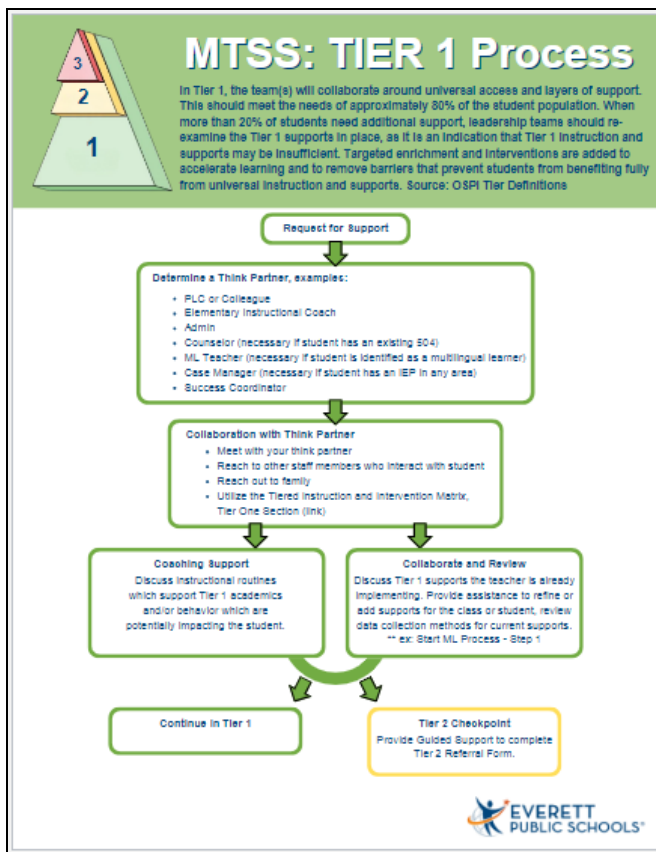 3
2
1
MTSS: TIER 1 Process
In Tier 1, the team(s) will collaborate around universal access and layers of support.
This should meet the needs of approximately 80% of the student population. When
more than 20% of students need additional support, leadership teams should re-
examine the Tier 1 supports in place, as it is an indication that Tier 1 instruction and
supports may be insufficient. Targeted enrichment and interventions are added to
accelerate learning and to remove barriers that prevent students from benefiting fully
from universal instruction and supports. Source: OSPI Tier Definitions
Request for Support
Determine a Think Partner, examples:
• PLC or Colleague
• Elementary Instructional Coach
• Admin
• Counselor (necessary if student has an existing 504)
• ML Teacher (necessary if student is identified as a multilingual learner)
• Case Manager (necessary if student has an IEP in any area)
• Success Coordinator
Collaboration with Think Partner
• Meet with your think partner
• Reach to other staff members who interact with student
• Reach out to family
• Utilize the Tiered Instruction and Intervention Matrix,
Tier One Section (link)
Coaching Support
Discuss instructional routines
which support Tier 1 academics
and/or behavior which are
potentially impacting the student.
Collaborate and Review
Discuss Tier 1 supports the teacher is already
implementing. Provide assistance to refine or
add supports for the class or student, review
data collection methods for current supports.
** ex: Start ML Process - Step 1
Continue in Tier 1
Tier 2 Checkpoint
Provide Guided Support to complete
Tier 2 Referral Form.
EVERETT
PUBLIC SCHOOLS®